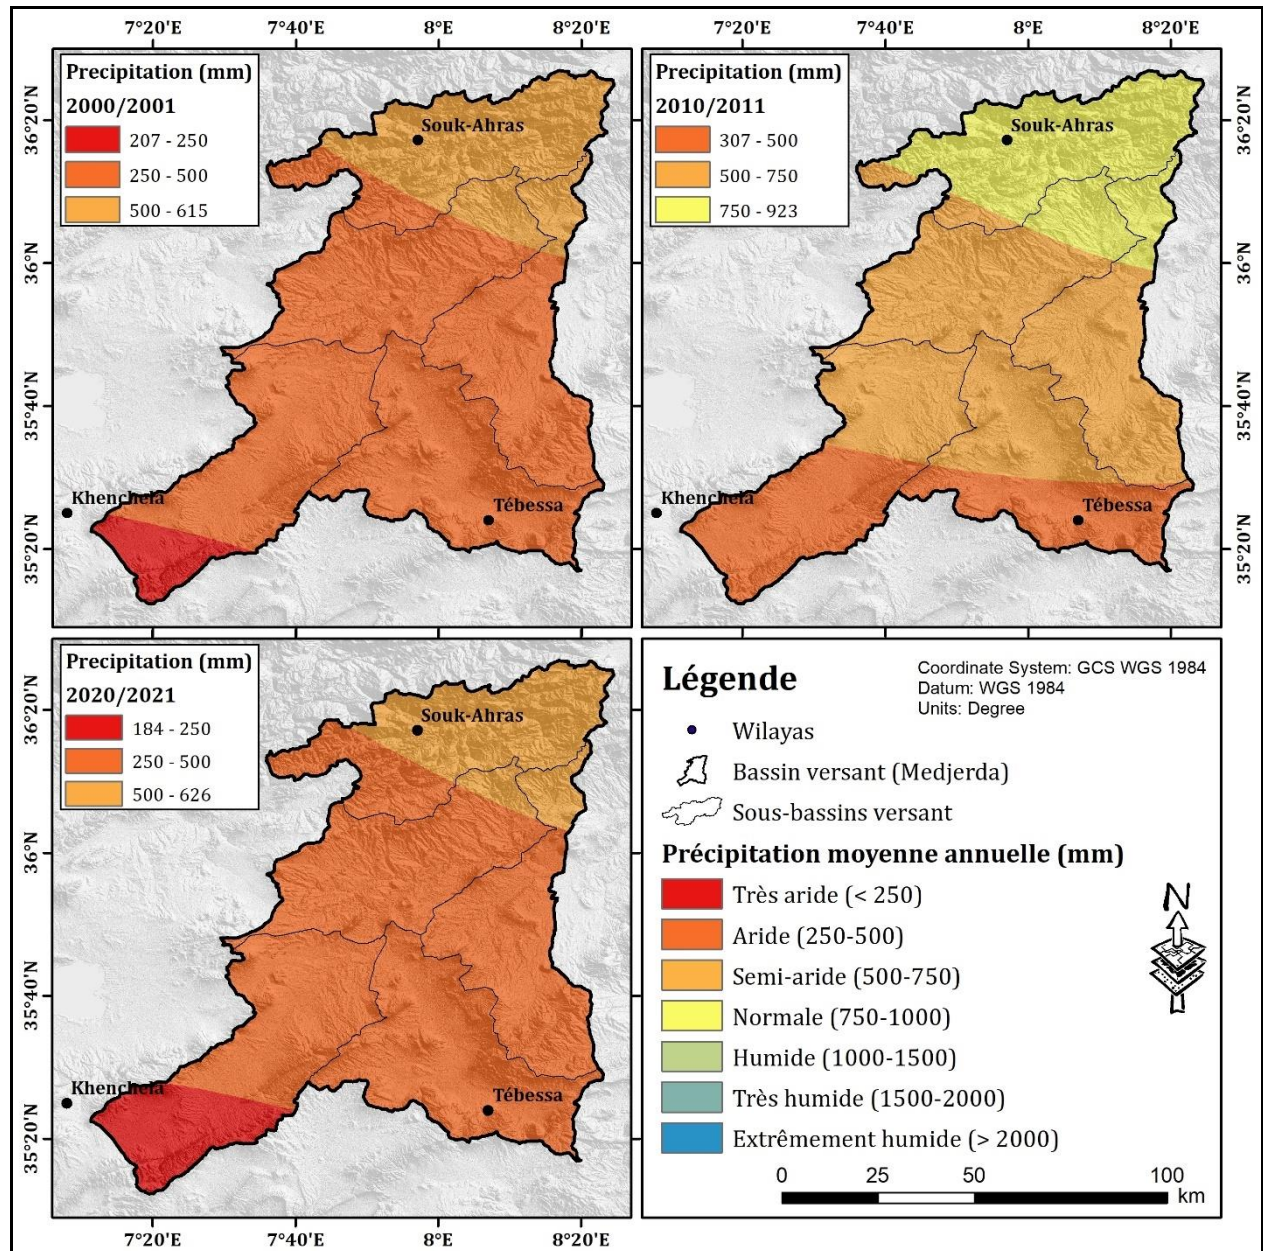 7°20'E 7°40'E 8°E 8°20'E 7°20'E 7°40'E 8°E 8°20'E
Precipitation (mm)
2000/2001
207 - 250
250 - 500
500 - 615
36°20'N
36°N
35°40'N
35°20'N
Souk-Ahras
Khenchela
Tébessa
Precipitation (mm)
2010/2011
307 - 500
500 - 750
750 - 923
Souk-Ahras
Khenchela
Tébessa
36°20'N
36°N
35°40'N
35°20'N
Precipitation (mm)
2020/2021
184 - 250
250 - 500
500 - 626
36°20'N
36°N
35°40'N
35°20'N
Souk-Ahras
Khenchela
Tébessa
7°20'E 7°40'E 8°E 8°20'E
Légende
Coordinate System: GCS WGS 1984
Datum: WGS 1984
Units: Degree
Wilayas
Bassin versant (Medjerda)
Sous-bassins versant
Précipitation moyenne annuelle (mm)
Très aride (< 250)
Aride (250-500)
Semi-aride (500-750)
Normale (750-1000)
Humide (1000-1500)
Très humide (1500-2000)
Extrêmement humide (> 2000)
N
0 25 50 100
km